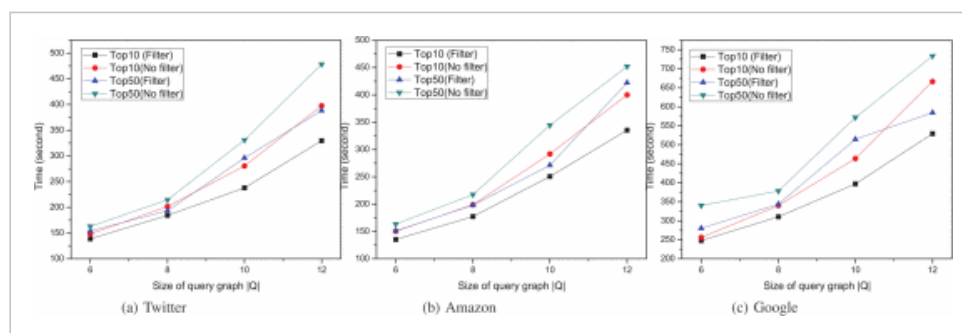 Top10 (Filter)
Top10(No filter)
Top50(Filter)
Top50(No filter)
Time (second)
500
450
400
350
300
250
200
150
100
6 8 10 12
Size of query graph |Q|
(a) Twitter
Top10 (Filter)
Top10(No filter)
Top50(Filter)
Top50(No filter)
Time (second)
500
450
400
350
300
250
200
150
100
6 8 10 12
Size of query graph |Q|
(b) Amazon
Top10 (Filter)
Top10(No filter)
Top50(Filter)
Top50(No filter)
Time (second)
750
700
650
600
550
500
450
400
350
300
250
200
6 8 10 12
Size of query graph |Q|
(c) Google